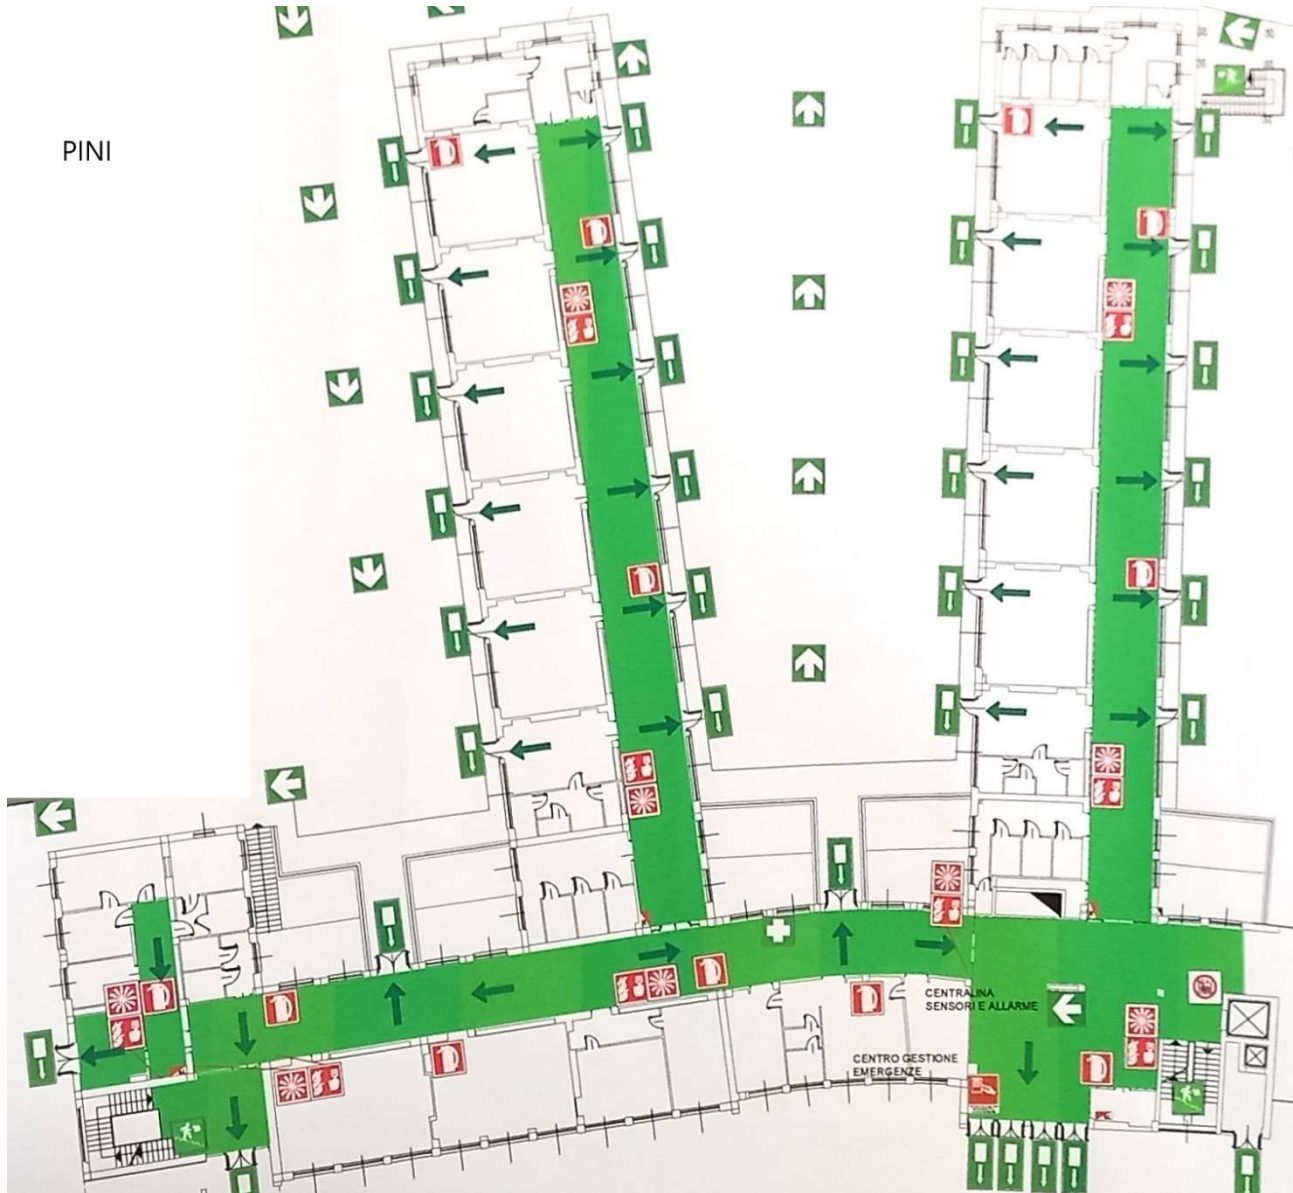 PINI
CENTRALINA
SENSORI E ALLARME
CENTRO GESTIONE
EMERGENZE